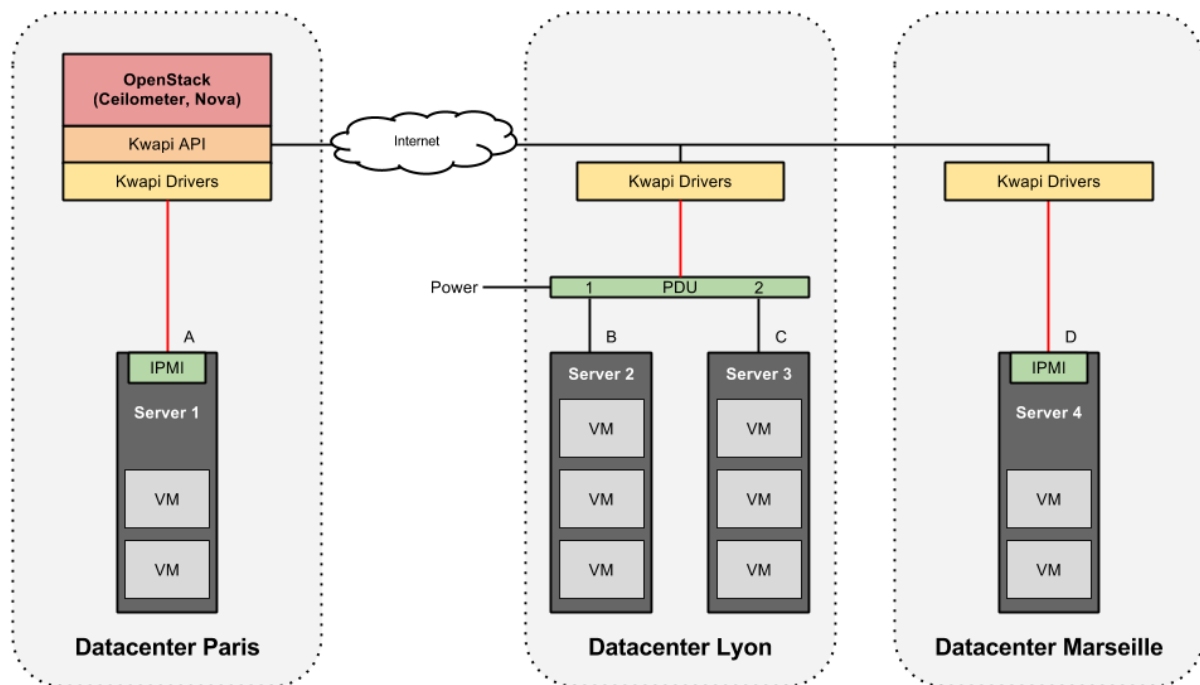 OpenStack
(Ceilometer, Nova)
Kwapi API
Kwapi Drivers
Internet
Kwapi Drivers
Kwapi Drivers
Power
1
PDU
2
A
IPMI
Server 1
VM
VM
B
Server 2
VM
VM
VM
C
Server 3
VM
VM
VM
D
IPMI
Server 4
VM
VM
Datacenter Paris
Datacenter Lyon
Datacenter Marseille